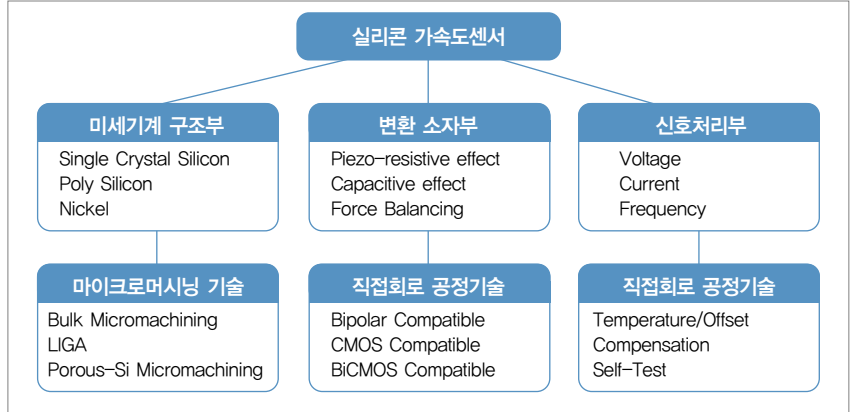 실리콘 가속도센서
미세기계 구조부
Single Crystal Silicon
Poly Silicon
Nickel
변환 소자부
Piezo-resistive effect
Capacitive effect
Force Balancing
신호처리부
Voltage
Current
Frequency
마이크로머시닝 기술
Bulk Micromachining
LIGA
Porous-Si Micromachining
직접회로 공정기술
Bipolar Compatible
CMOS Compatible
BiCMOS Compatible
직접회로 공정기술
Temperature/Offset
Compensation
Self-Test